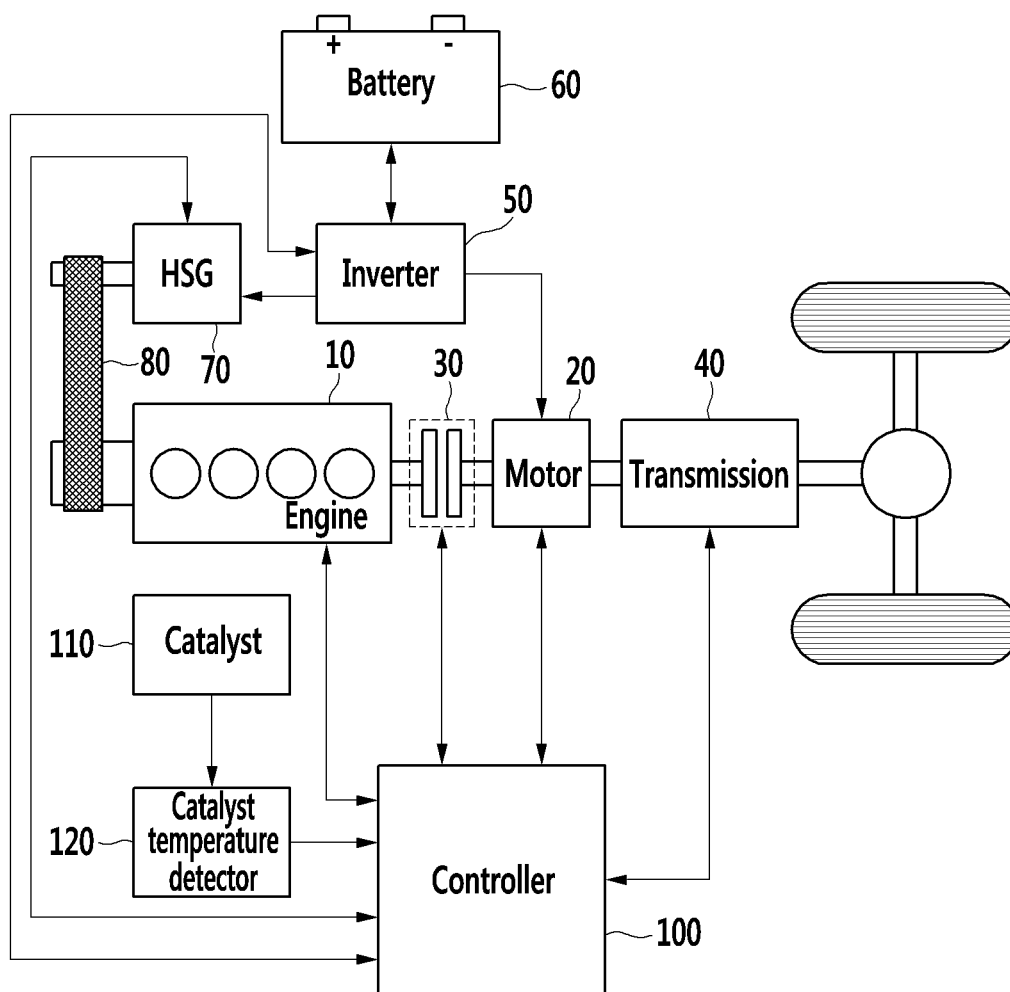 + -
Battery
60
50
HSG
Inverter
80
70
10
30
20
40
Engine
Motor
Transmission
110
Catalyst
120
Catalyst
temperature
detector
Controller
100